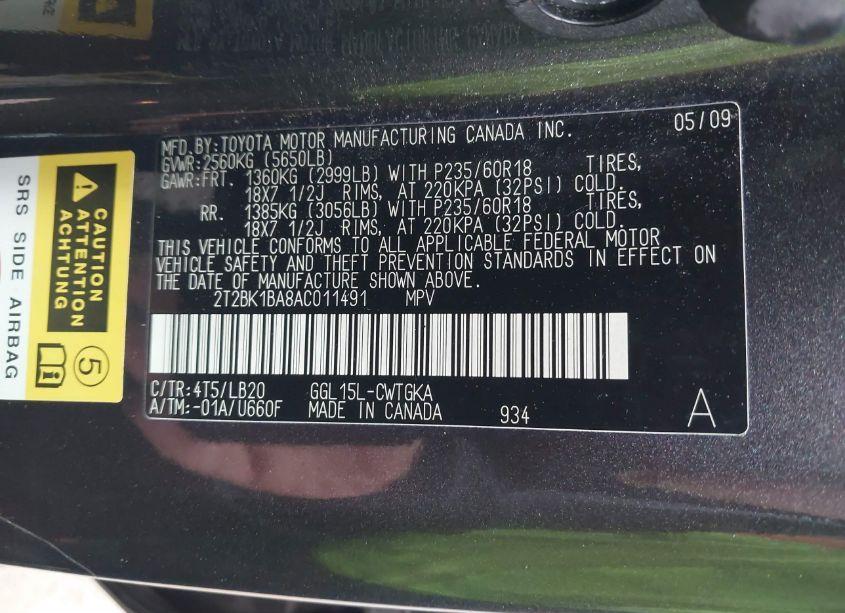 MFD.BY:TOYOTA MOTOR MANUFACTURING CANADA INC. 05/09
GVWR:2560KG (5650LB)
GAWR:FRT. 1360KG (2999LB) WITH P235/60R18 TIRES,
18X7 1/2J RIMS, AT 220KPA (32PSI) COLD.
RR. 1385KG (3056LB) WITH P235/60R18 TIRES,
18X7 1/2J RIMS, AT 220KPA (32PSI) COLD.
THIS VEHICLE CONFORMS TO ALL APPLICABLE FEDERAL MOTOR
VEHICLE SAFETY AND THEFT PREVENTION STANDARDS IN EFFECT ON
THE DATE OF MANUFACTURE SHOWN ABOVE.
2T2BK1BA8AC011491 MPV
C/TR:4T5/LB20 GGL15L-CWTGKA
A/TM:-01A/U660F MADE IN CANADA 934 A
CAUTION
ATTENTION
ACHTUNG
5
SRS SIDE AIRBAG